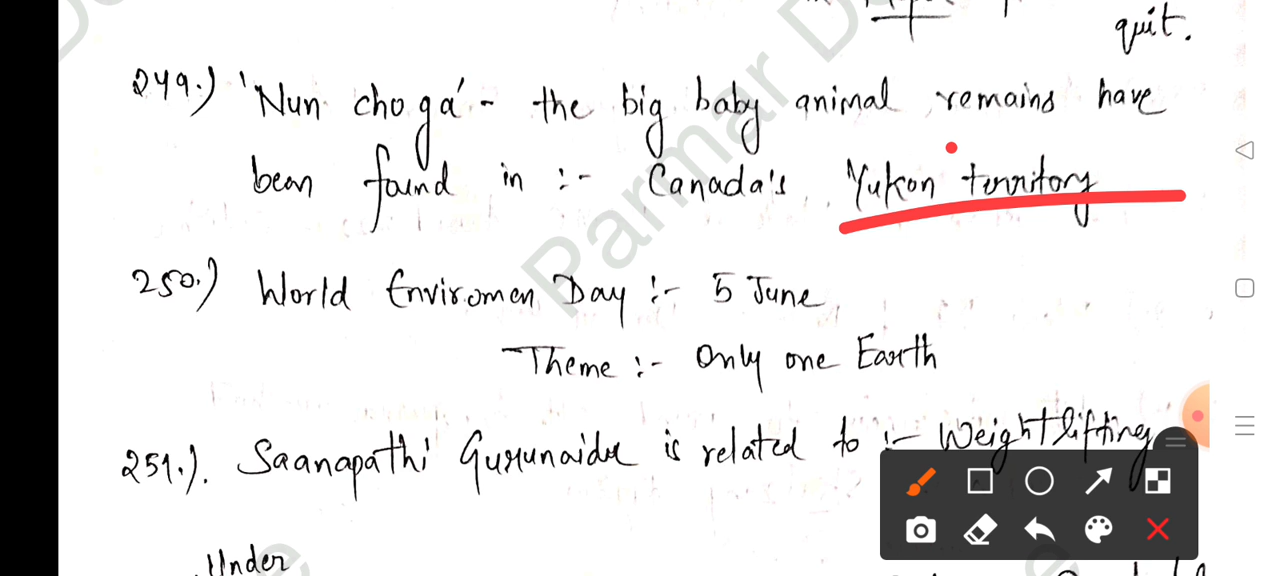 quit.
249.) 'Nun cho ga' - the big baby animal remains have
been found in :- Canada's Yukon territory
250.) World Enviromen Day :- 5 June
Theme :- Only one Earth
251.). Saanapathi Gurunaidu is related to :- Weightlifting
Under
Parmar D